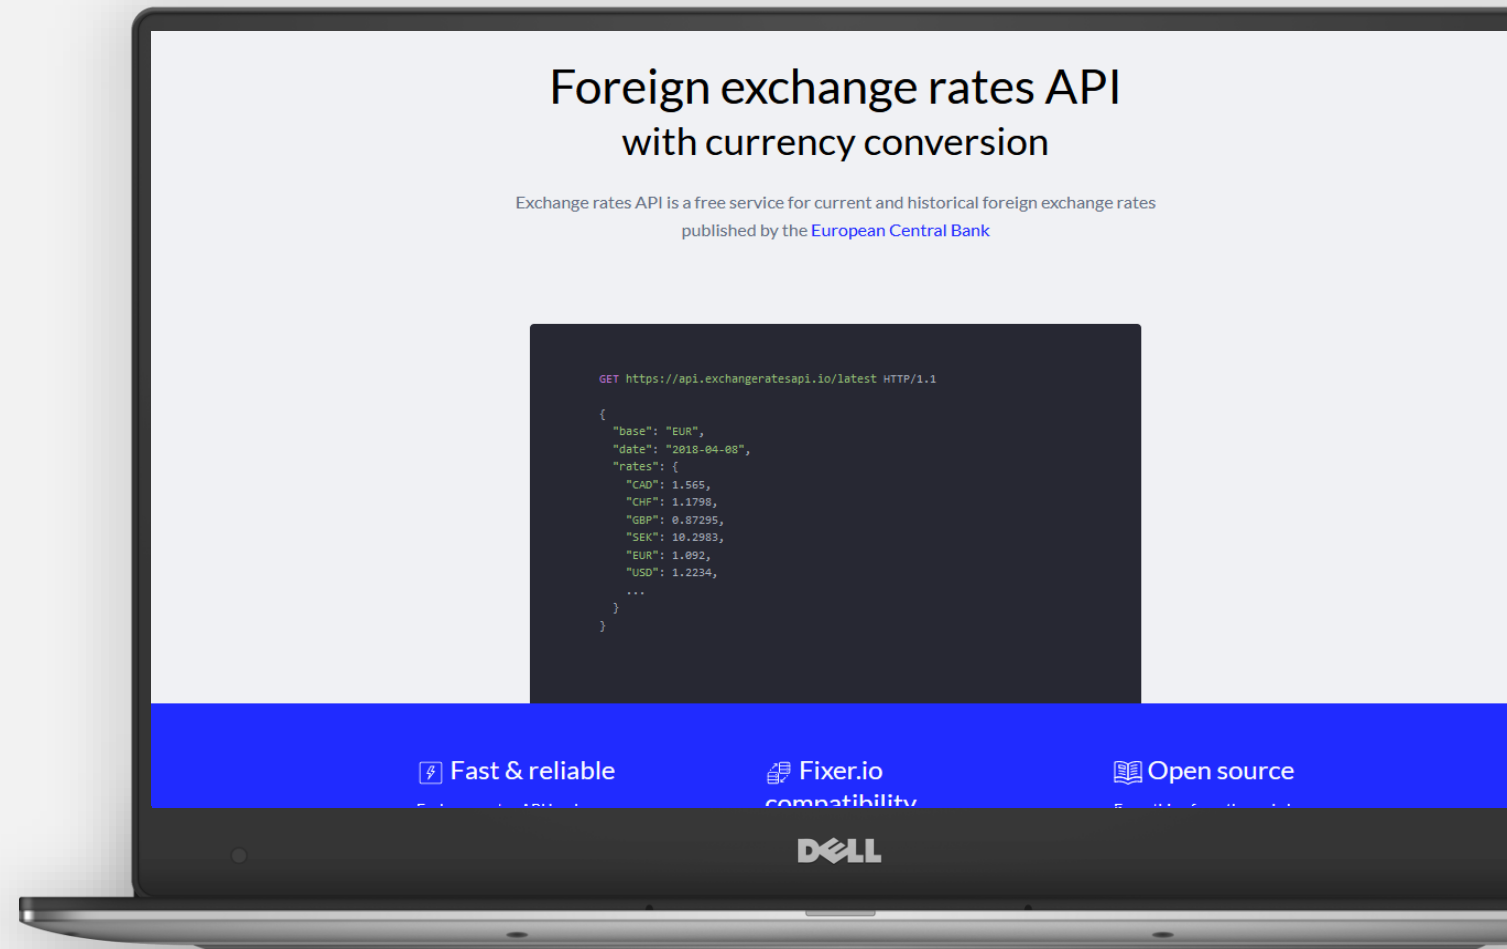 Foreign exchange rates API
with currency conversion
Exchange rates API is a free service for current and historical foreign exchange rates
published by the European Central Bank
GET https://api.exchangeratesapi.io/latest HTTP/1.1
{
"base": "EUR",
"date": "2018-04-08",
"rates": {
"CAD": 1.565,
"CHF": 1.1798,
"GBP": 0.87295,
"SEK": 10.2983,
"EUR": 1.092,
"USD": 1.2234,
...
}
}
Fast & reliable
Fixer.io
compatibility
Open source
DELL